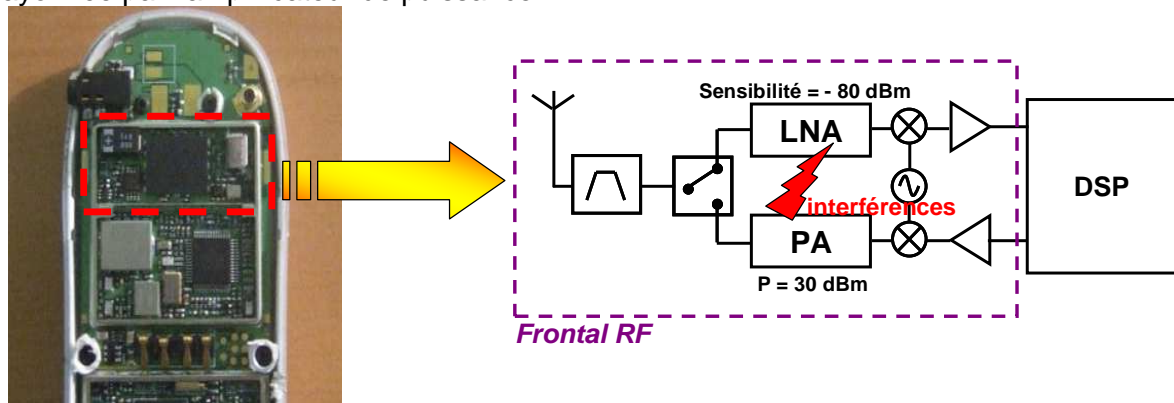 Sensibilité = - 80 dBm
LNA
interférences
DSP
PA
P = 30 dBm
Frontal RF